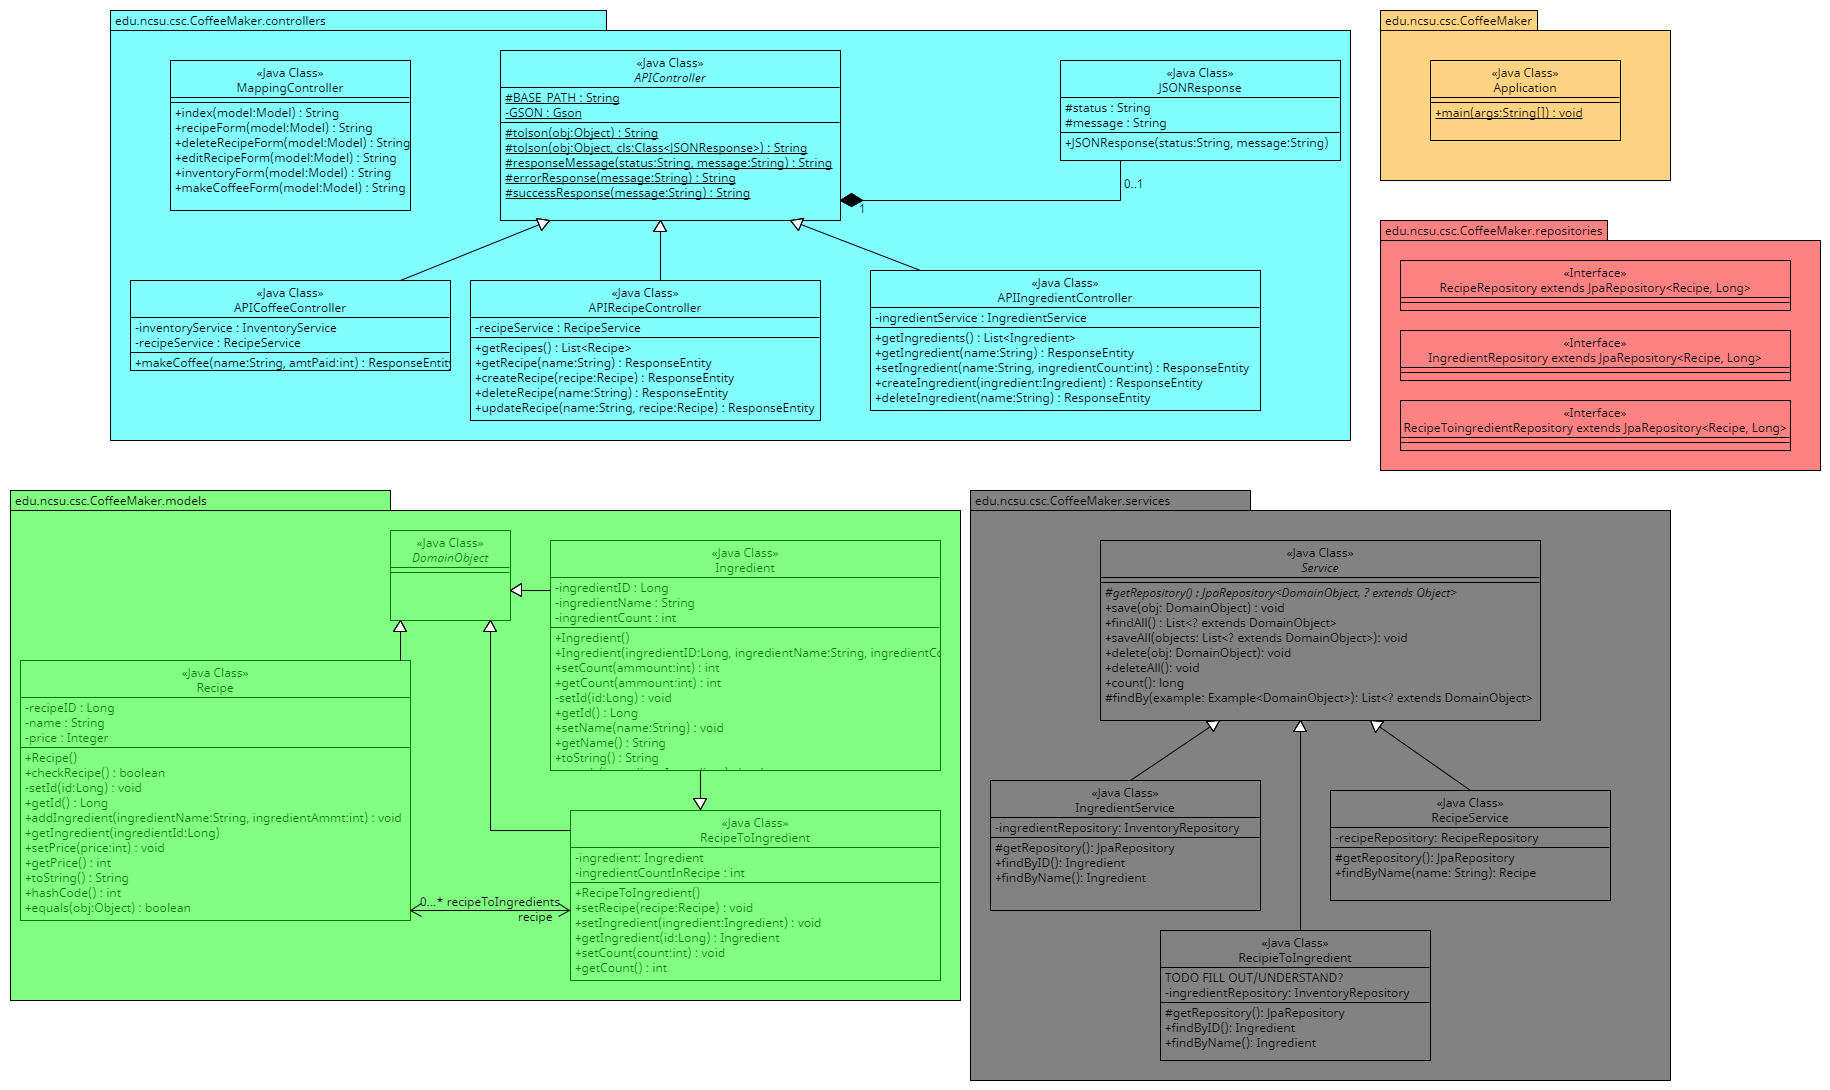 edu.ncsu.csc.CoffeeMaker.controllers
«Java Class»
MappingController
+index(model:Model) : String
+recipeForm(model:Model) : String
+deleteRecipeForm(model:Model) : String
+editRecipeForm(model:Model) : String
+inventoryForm(model:Model) : String
+makeCoffeeForm(model:Model) : String
«Java Class»
APIController
#BASE_PATH : String
-GSON : Gson
#toJson(obj:Object) : String
#toJson(obj:Object, cls:Class<JSONResponse>) : String
#responseMessage(status:String, message:String) : String
#errorResponse(message:String) : String
#successResponse(message:String) : String
«Java Class»
JSONResponse
#status : String
#message : String
+JSONResponse(status:String, message:String)
0..1
1
«Java Class»
APICoffeeController
-inventoryService : InventoryService
-recipeService : RecipeService
+makeCoffee(name:String, amtPaid:int) : ResponseEntit
«Java Class»
APIRecipeController
-recipeService : RecipeService
+getRecipes() : List<Recipe>
+getRecipe(name:String) : ResponseEntity
+createRecipe(recipe:Recipe) : ResponseEntity
+deleteRecipe(name:String) : ResponseEntity
+updateRecipe(name:String, recipe:Recipe) : ResponseEntity
«Java Class»
APIIngredientController
-ingredientService : IngredientService
+getIngredients() : List<Ingredient>
+getIngredient(name:String) : ResponseEntity
+setIngredient(name:String, ingredientCount:int) : ResponseEntity
+createIngredient(ingredient:Ingredient) : ResponseEntity
+deleteIngredient(name:String) : ResponseEntity
edu.ncsu.csc.CoffeeMaker
«Java Class»
Application
+main(args:String[]) : void
edu.ncsu.csc.CoffeeMaker.repositories
«Interface»
RecipeRepository extends JpaRepository<Recipe, Long>
«Interface»
IngredientRepository extends JpaRepository<Recipe, Long>
«Interface»
RecipeToingredientRepository extends JpaRepository<Recipe, Long>
edu.ncsu.csc.CoffeeMaker.models
«Java Class»
DomainObject
«Java Class»
Ingredient
-ingredientID : Long
-ingredientName : String
-ingredientCount : int
+Ingredient()
+Ingredient(ingredientID:Long, ingredientName:String, ingredientCo
+setCount(ammount:int) : int
+getCount(ammount:int) : int
-setId(id:Long) : void
+getId() : Long
+setName(name:String) : void
+getName() : String
+toString() : String
«Java Class»
Recipe
-recipeID : Long
-name : String
-price : Integer
+Recipe()
+checkRecipe() : boolean
-setId(id:Long) : void
+getId() : Long
+addIngredient(ingredientName:String, ingredientAmmt:int) : void
+getIngredient(ingredientId:Long)
+setPrice(price:int) : void
+getPrice() : int
+toString() : String
+hashCode() : int
+equals(obj:Object) : boolean
0...* recipeToIngredients
recipe
«Java Class»
RecipeToIngredient
-ingredient: Ingredient
-ingredientCountInRecipe : int
+RecipeToIngredient()
+setRecipe(recipe:Recipe) : void
+setIngredient(ingredient:Ingredient) : void
+getIngredient(id:Long) : Ingredient
+setCount(count:int) : void
+getCount() : int
edu.ncsu.csc.CoffeeMaker.services
«Java Class»
Service
#getRepository() : JpaRepository<DomainObject, ? extends Object>
+save(obj: DomainObject) : void
+findAll() : List<? extends DomainObject>
+saveAll(objects: List<? extends DomainObject>): void
+delete(obj: DomainObject): void
+deleteAll(): void
+count(): long
#findBy(example: Example<DomainObject>): List<? extends DomainObject>
«Java Class»
IngredientService
-ingredientRepository: InventoryRepository
#getRepository(): JpaRepository
+findByID(): Ingredient
+findByName(): Ingredient
«Java Class»
RecipeService
-recipeRepository: RecipeRepository
#getRepository(): JpaRepository
+findByName(name: String): Recipe
«Java Class»
RecipieToIngredient
TODO FILL OUT/UNDERSTAND?
-ingredientRepository: InventoryRepository
#getRepository(): JpaRepository
+findByID(): Ingredient
+findByName(): Ingredient